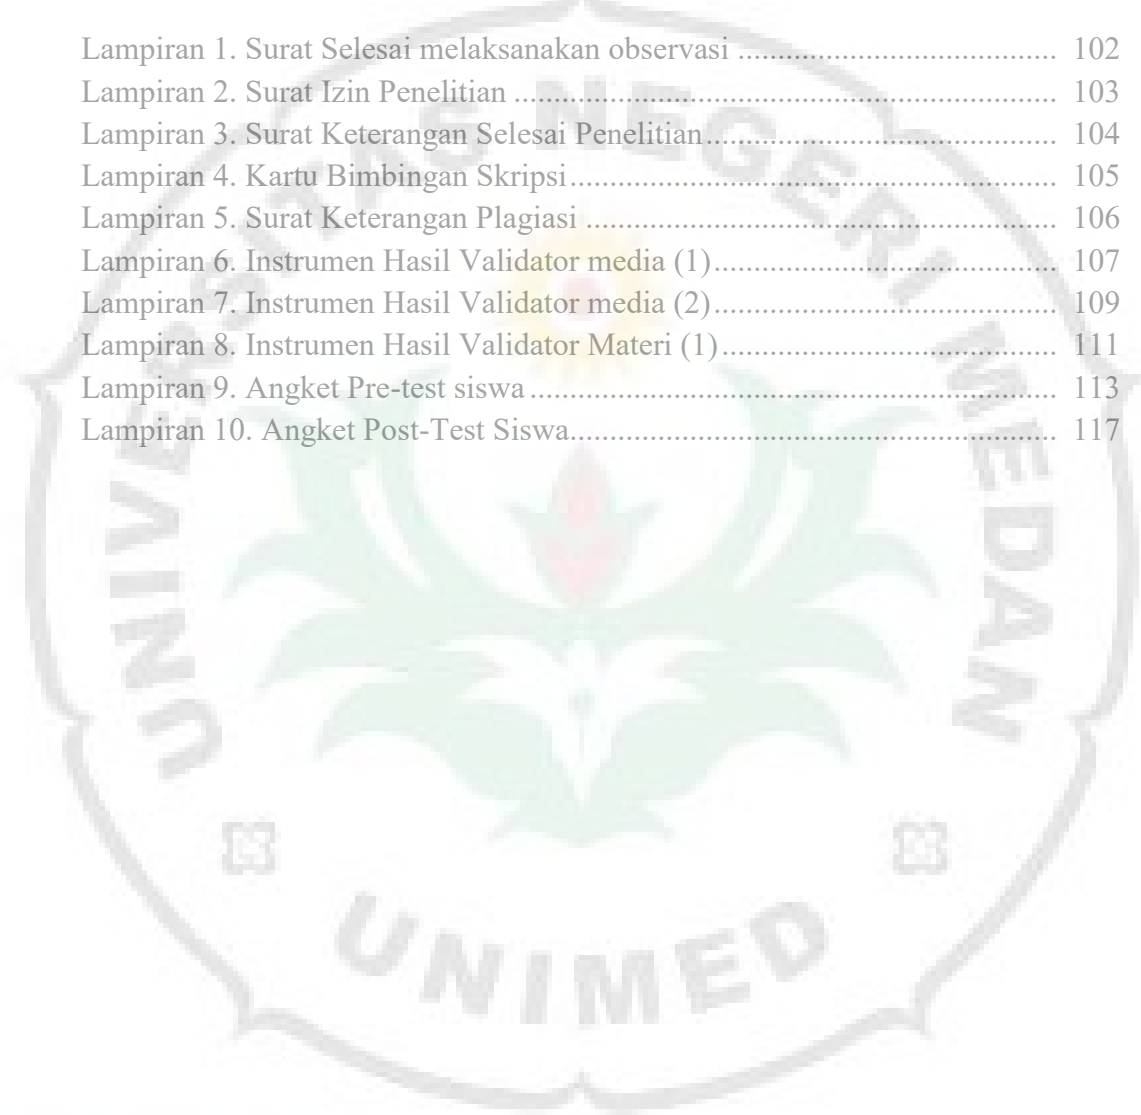 Lampiran 1. Surat Selesai melaksanakan observasi ........................................ 102
Lampiran 2. Surat Izin Penelitian .................................................................... 103
Lampiran 3. Surat Keterangan Selesai Penelitian............................................ 104
Lampiran 4. Kartu Bimbingan Skripsi............................................................. 105
Lampiran 5. Surat Keterangan Plagiasi ........................................................... 106
Lampiran 6. Instrumen Hasil Validator media (1)........................................... 107
Lampiran 7. Instrumen Hasil Validator media (2)........................................... 109
Lampiran 8. Instrumen Hasil Validator Materi (1).......................................... 111
Lampiran 9. Angket Pre-test siswa .................................................................. 113
Lampiran 10. Angket Post-Test Siswa............................................................. 117
UNIVERSITAS NEGERI MEDAN
UNIMED